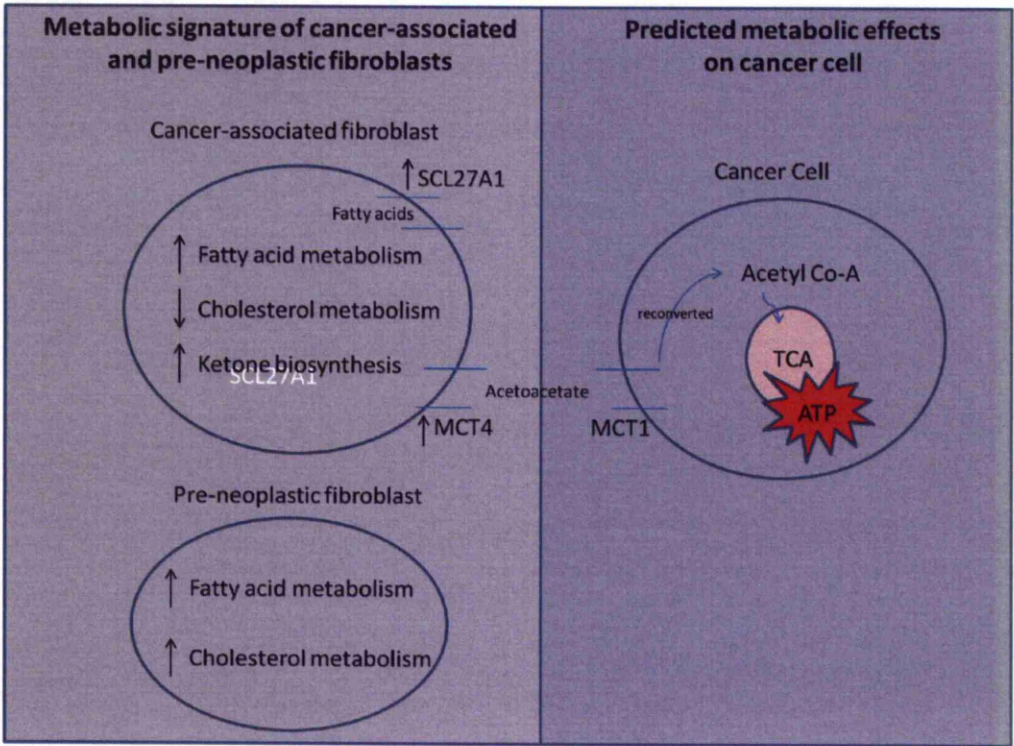 Metabolic signature of cancer-associated
and pre-neoplastic fibroblasts
Cancer-associated fibroblast
↑ SCL27A1
Fatty acids
↑ Fatty acid metabolism
↓ Cholesterol metabolism
↑ Ketone biosynthesis
SCL27A1
Acetoacetate
↑ MCT4
Pre-neoplastic fibroblast
↑ Fatty acid metabolism
↑ Cholesterol metabolism
Predicted metabolic effects
on cancer cell
Cancer Cell
Acetyl Co-A
reconverted
TCA
ATP
MCT1